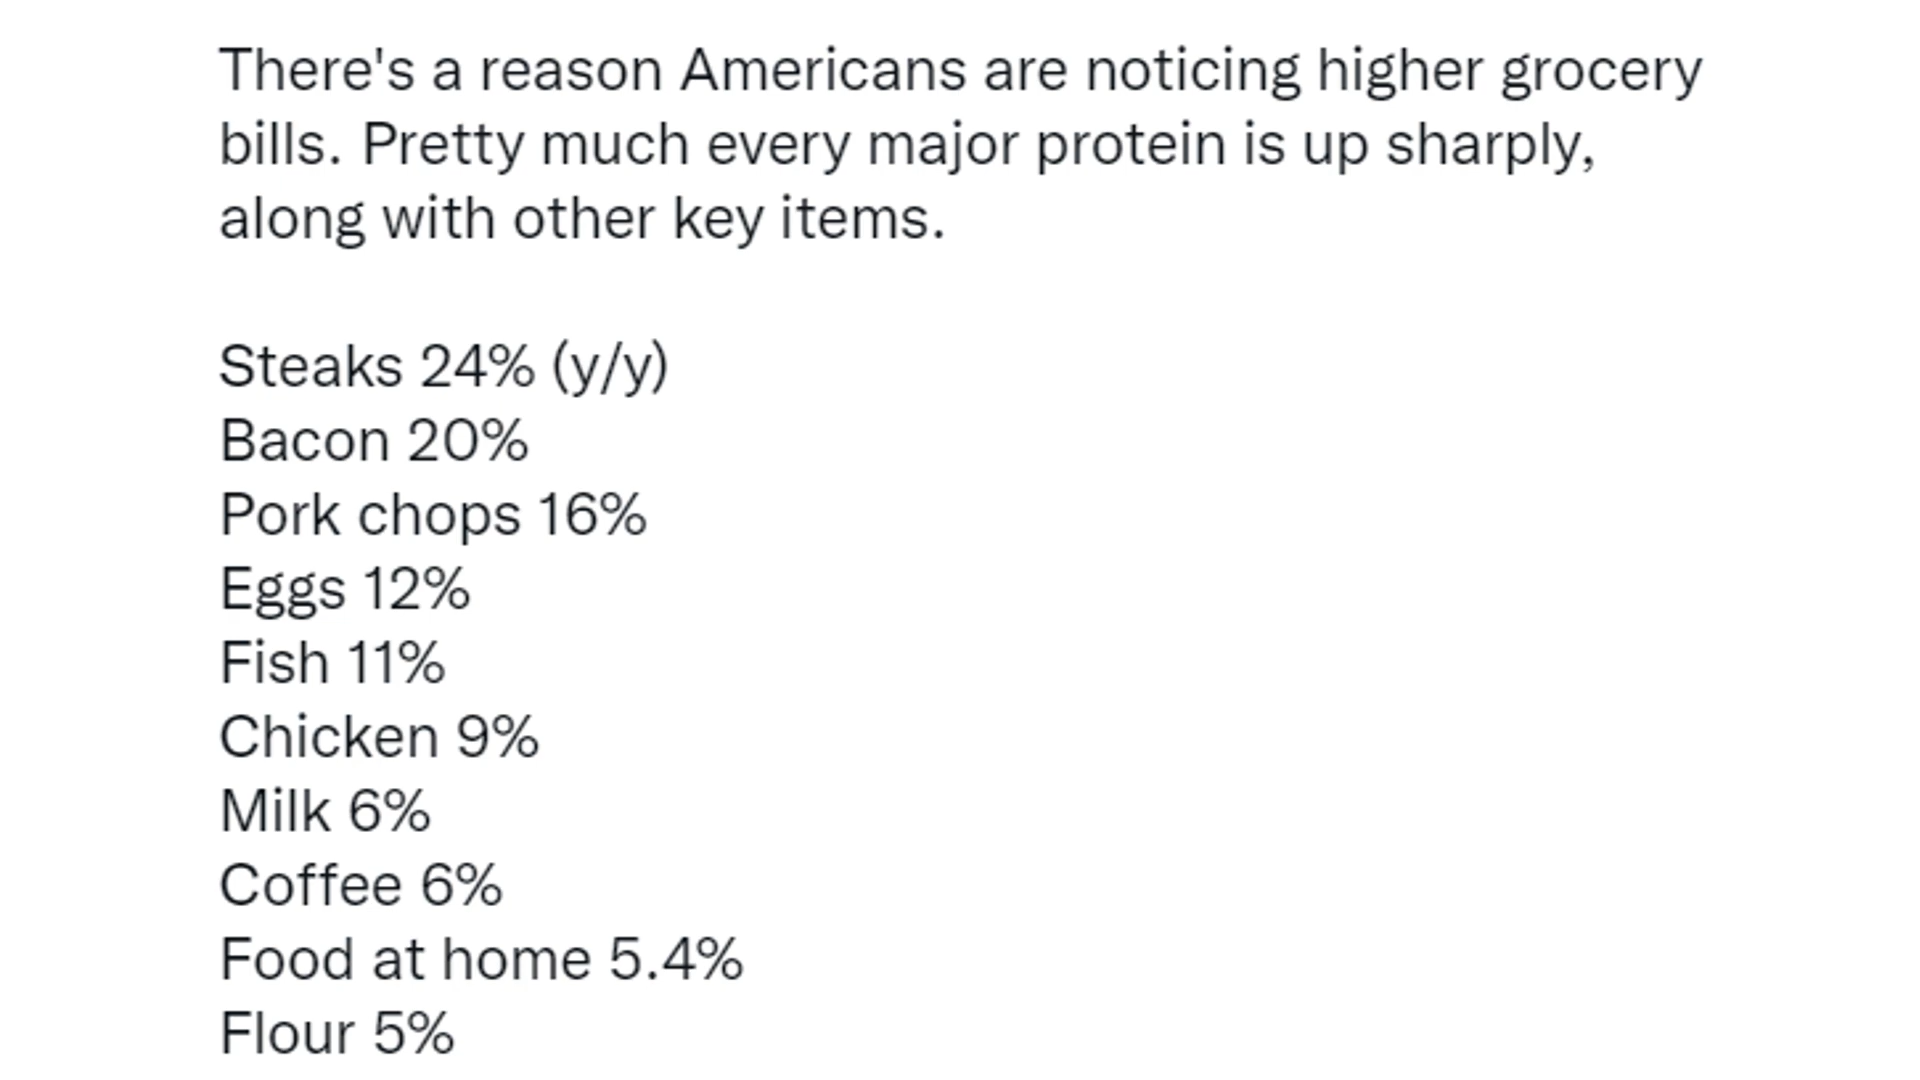 There's a reason Americans are noticing higher grocery
bills. Pretty much every major protein is up sharply,
along with other key items.
Steaks 24% (y/y)
Bacon 20%
Pork chops 16%
Eggs 12%
Fish 11%
Chicken 9%
Milk 6%
Coffee 6%
Food at home 5.4%
Flour 5%